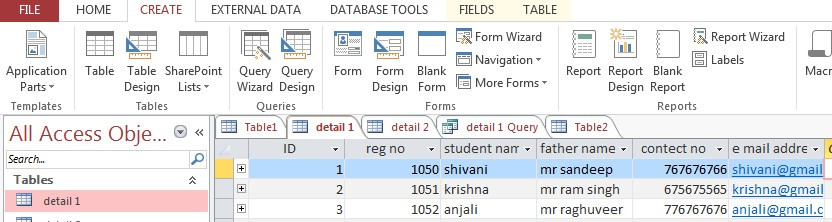 FILE HOME CREATE EXTERNAL DATA DATABASE TOOLS FIELDS TABLE
Application Parts
Templates
Table
Table Design
SharePoint Lists
Tables
Query Wizard
Query Design
Queries
Form
Form Design
Blank Form
Form Wizard
Navigation
More Forms
Forms
Report
Report Design
Blank Report
Report Wizard
Labels
Reports
Macr
All Access Obje...
Search...
Tables
detail 1
Table1 detail 1 detail 2 detail 1 Query Table2
ID reg no student nam father name contect no e mail addre
1 1050 shivani mr sandeep 767676766 shivani@gmail
2 1051 krishna mr ram singh 675675565 krishna@gmail
3 1052 anjali mr raghuveer 776767676 anjali@gmail.c